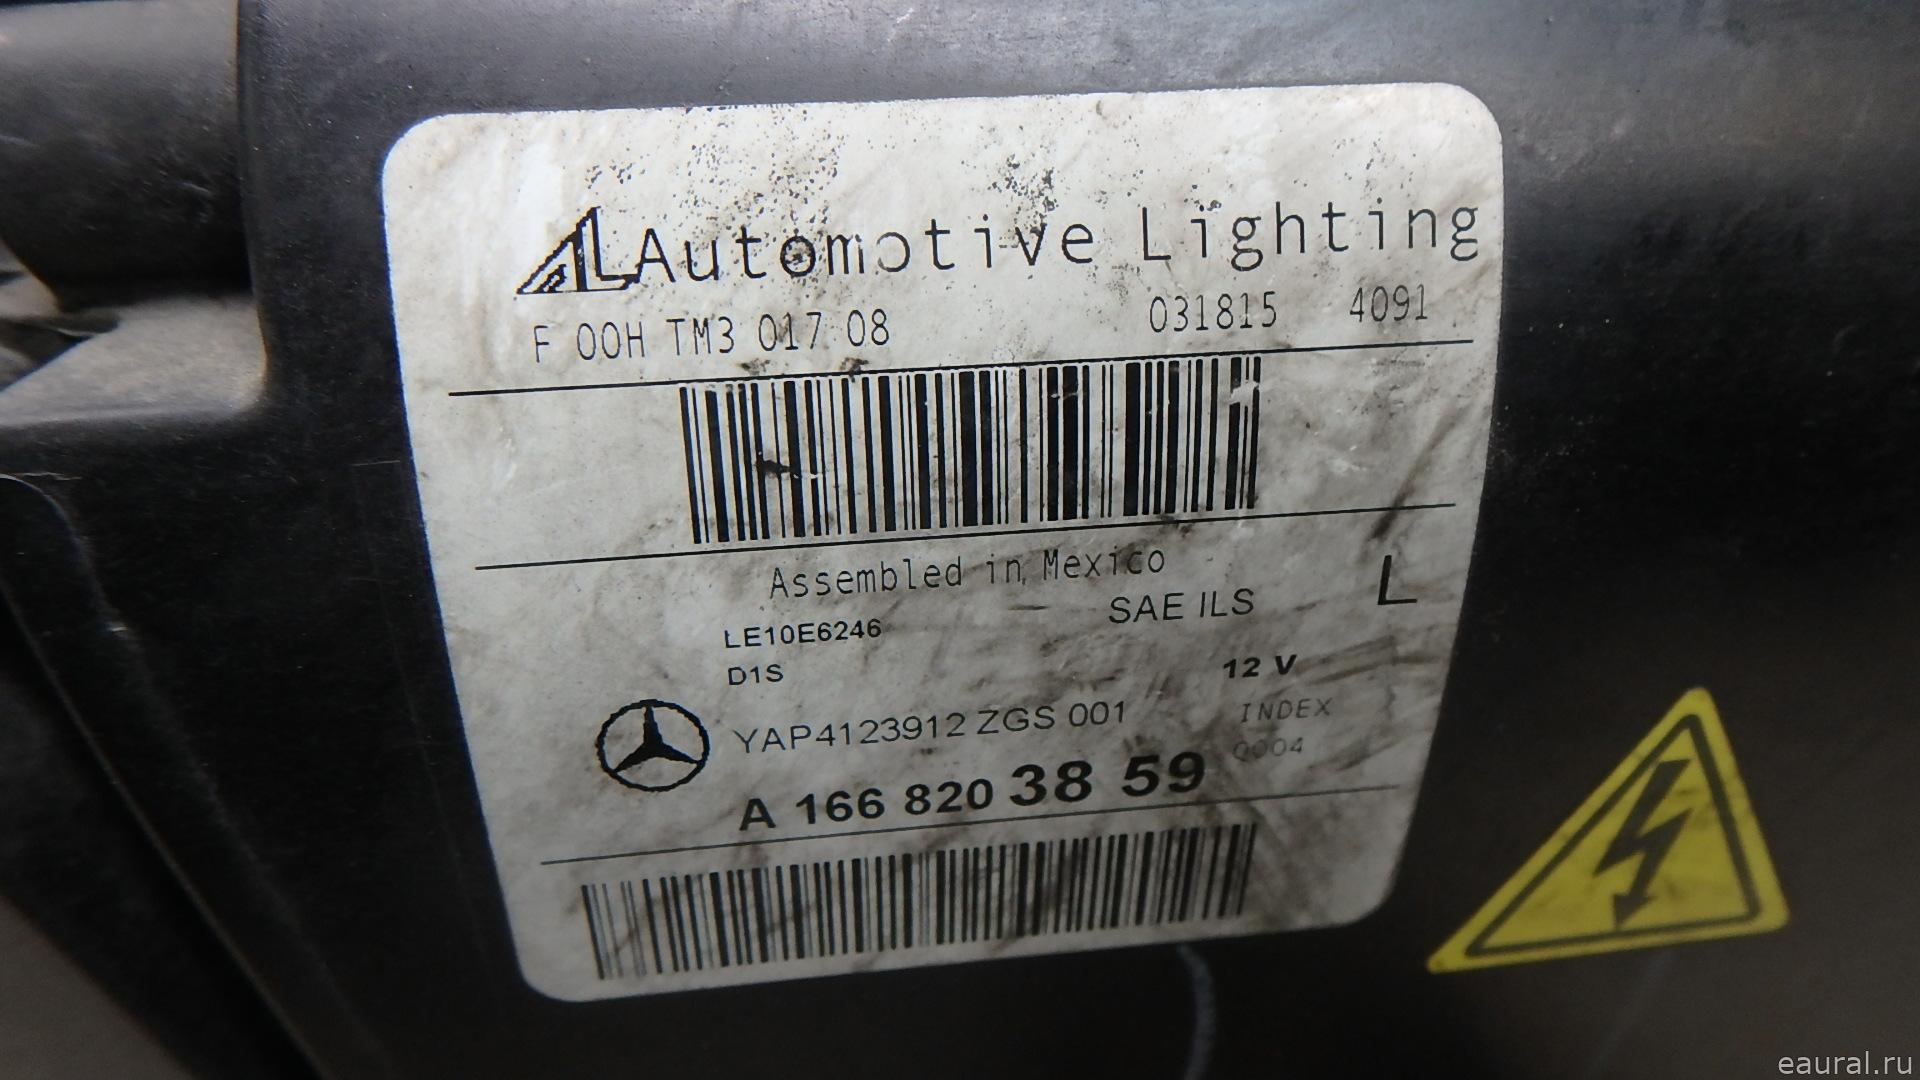 AL Automotive Lighting
F 00H TM3 017 08 031815 4091
Assembled in Mexico
SAE ILS L
LE10E6246
D1S 12 V
YAP4123912 ZGS 001 INDEX
0004
A 166 820 38 59
eaural.ru